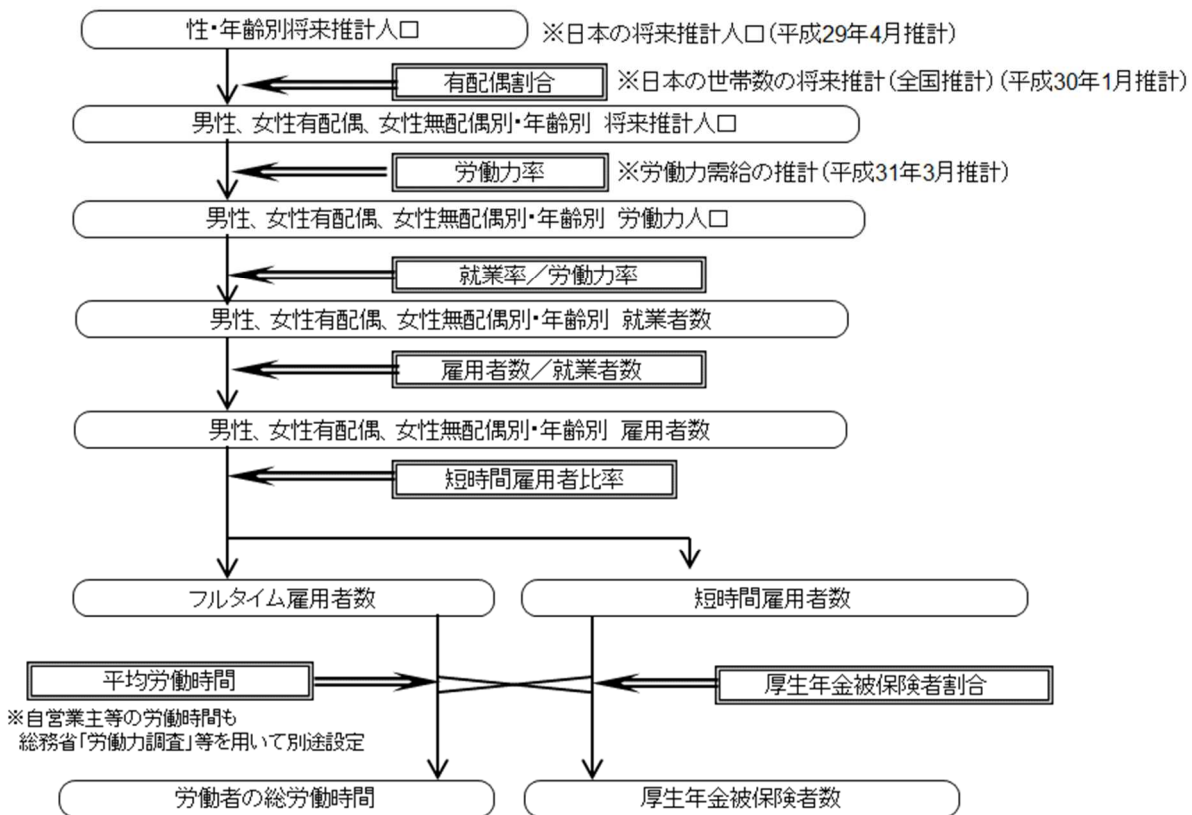 性・年齢別将来推計人口 ※日本の将来推計人口(平成29年4月推計)
有配偶割合 ※日本の世帯数の将来推計(全国推計)(平成30年1月推計)
男性、女性有配偶、女性無配偶別・年齢別 将来推計人口
労働力率 ※労働力需給の推計(平成31年3月推計)
男性、女性有配偶、女性無配偶別・年齢別 労働力人口
就業率／労働力率
男性、女性有配偶、女性無配偶別・年齢別 就業者数
雇用者数／就業者数
男性、女性有配偶、女性無配偶別・年齢別 雇用者数
短時間雇用者比率
フルタイム雇用者数 短時間雇用者数
平均労働時間 厚生年金被保険者割合
※自営業主等の労働時間も
総務省「労働力調査」等を用いて別途設定
労働者の総労働時間 厚生年金被保険者数